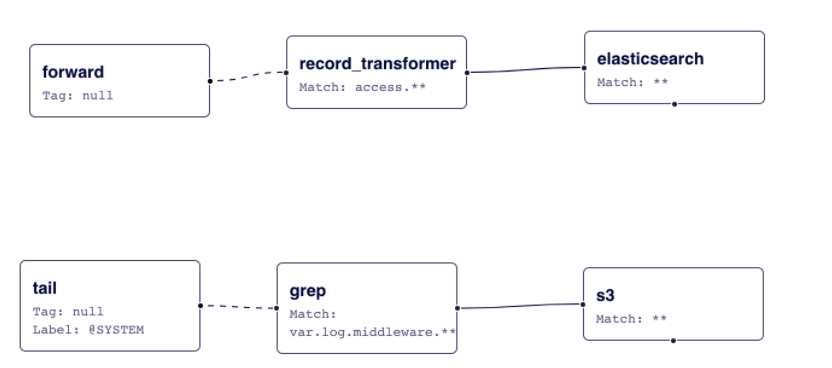 forward
Tag: null
record_transformer
Match: access.**
elasticsearch
Match: **
tail
Tag: null
Label: @SYSTEM
grep
Match:
var.log.middleware.**
s3
Match: **